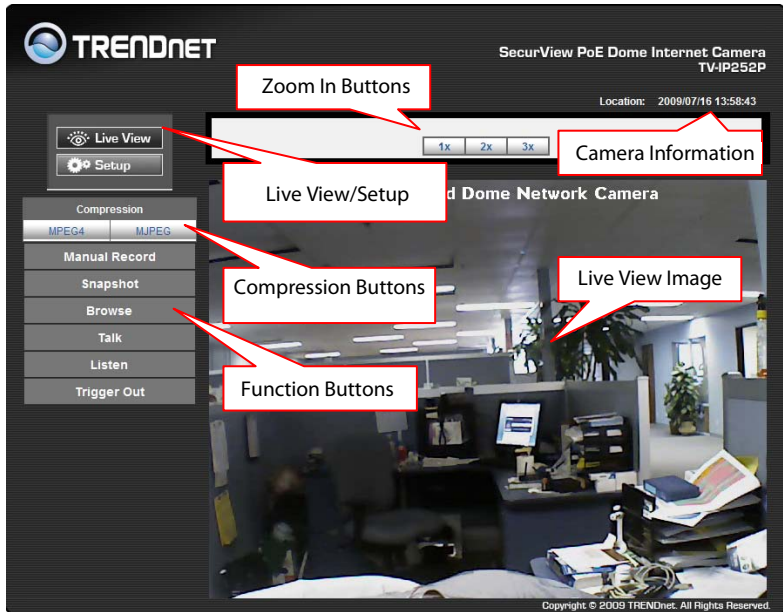 TRENDNET
SecurView PoE Dome Internet Camera
TV-IP252P
Zoom In Buttons
Location: 2009/07/16 13:58:43
Live View
Setup
1x 2x 3x
Camera Information
Live View/Setup
d Dome Network Camera
Compression
MPEG4 MJPEG
Manual Record
Snapshot
Browse
Talk
Listen
Trigger Out
Compression Buttons
Live View Image
Function Buttons
Copyright © 2009 TRENDnet. All Rights Reserved